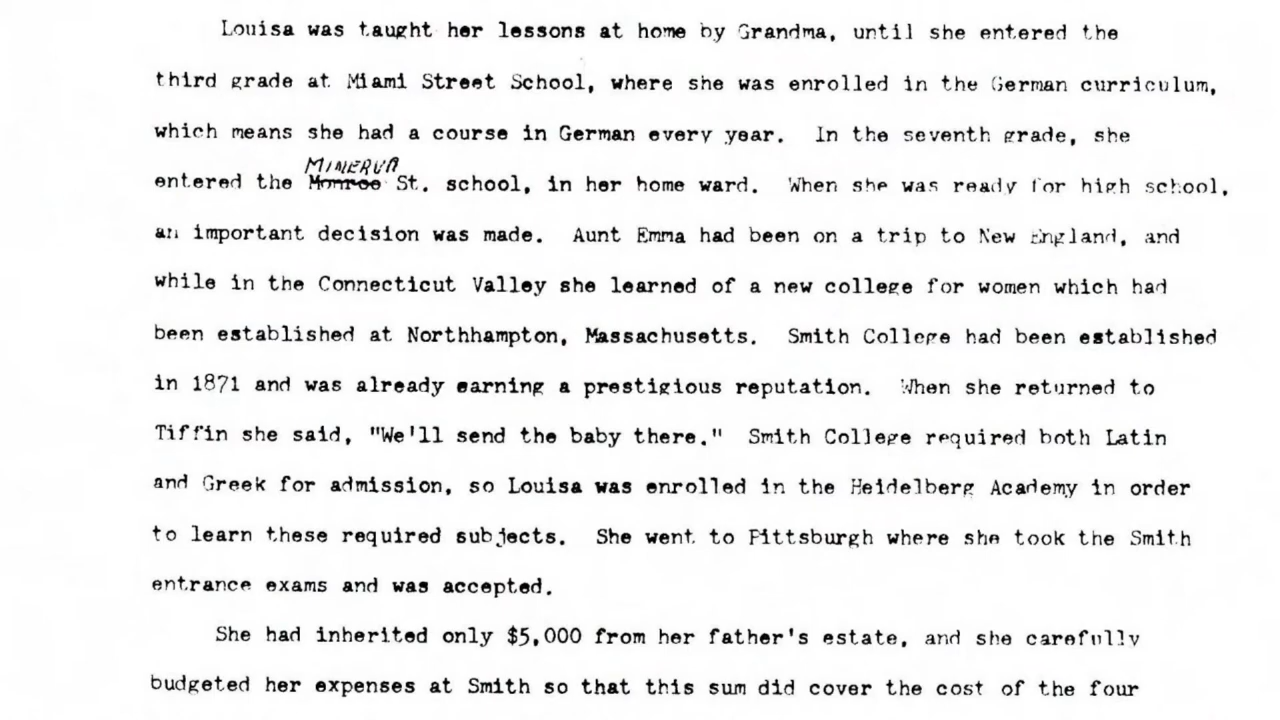 Louisa was taught her lessons at home by Grandma, until she entered the
third grade at Miami Street School, where she was enrolled in the German curriculum,
which means she had a course in German every year. In the seventh grade, she
MINERVA
entered the Monroe St. school, in her home ward. When she was ready for high school,
an important decision was made. Aunt Emma had been on a trip to New England, and
while in the Connecticut Valley she learned of a new college for women which had
been established at Northhampton, Massachusetts. Smith College had been established
in 1871 and was already earning a prestigious reputation. When she returned to
Tiffin she said, "We'll send the baby there." Smith College required both Latin
and Greek for admission, so Louisa was enrolled in the Heidelberg Academy in order
to learn these required subjects. She went to Pittsburgh where she took the Smith
entrance exams and was accepted.
She had inherited only $5,000 from her father's estate, and she carefully
budgeted her expenses at Smith so that this sum did cover the cost of the four